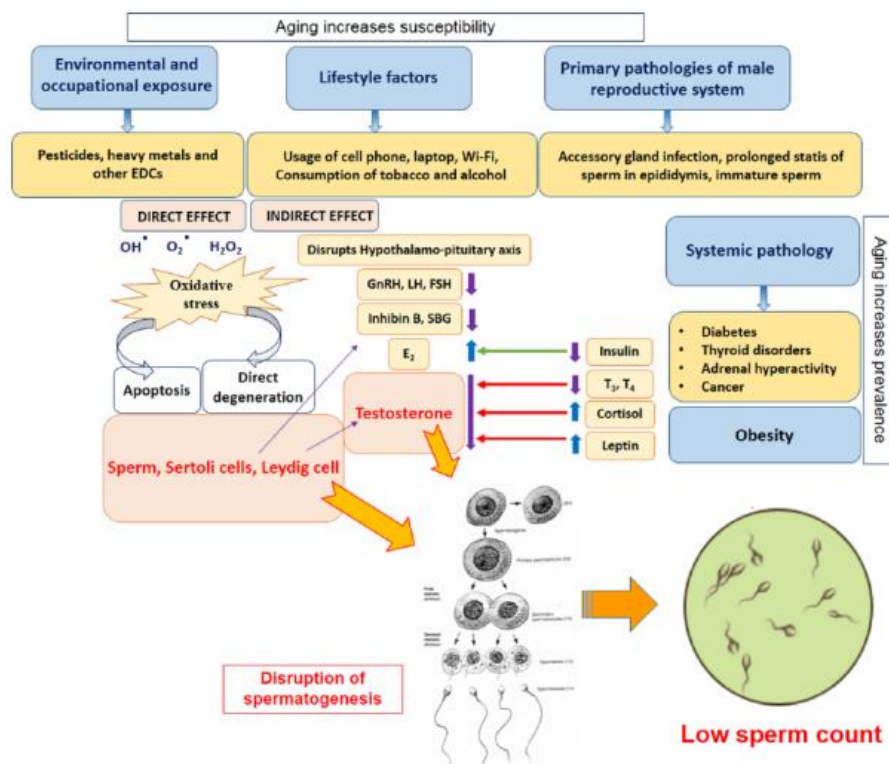 Aging increases susceptibility
Environmental and
occupational exposure
Lifestyle factors
Primary pathologies of male
reproductive system
Pesticides, heavy metals and
other EDCs
Usage of cell phone, laptop, Wi-Fi,
Consumption of tobacco and alcohol
Accessory gland infection, prolonged statis of
sperm in epididymis, immature sperm
DIRECT EFFECT
INDIRECT EFFECT
OH• O₂• H₂O₂
Oxidative
stress
Apoptosis
Direct
degeneration
Sperm, Sertoli cells, Leydig cell
Disrupts Hypothalamo-pituitary axis
GnRH, LH, FSH
Inhibin B, SBG
E₂
Testosterone
Insulin
T₃, T₄
Cortisol
Leptin
Systemic pathology
• Diabetes
• Thyroid disorders
• Adrenal hyperactivity
• Cancer
Obesity
Aging increases prevalence
Disruption of
spermatogenesis
Low sperm count